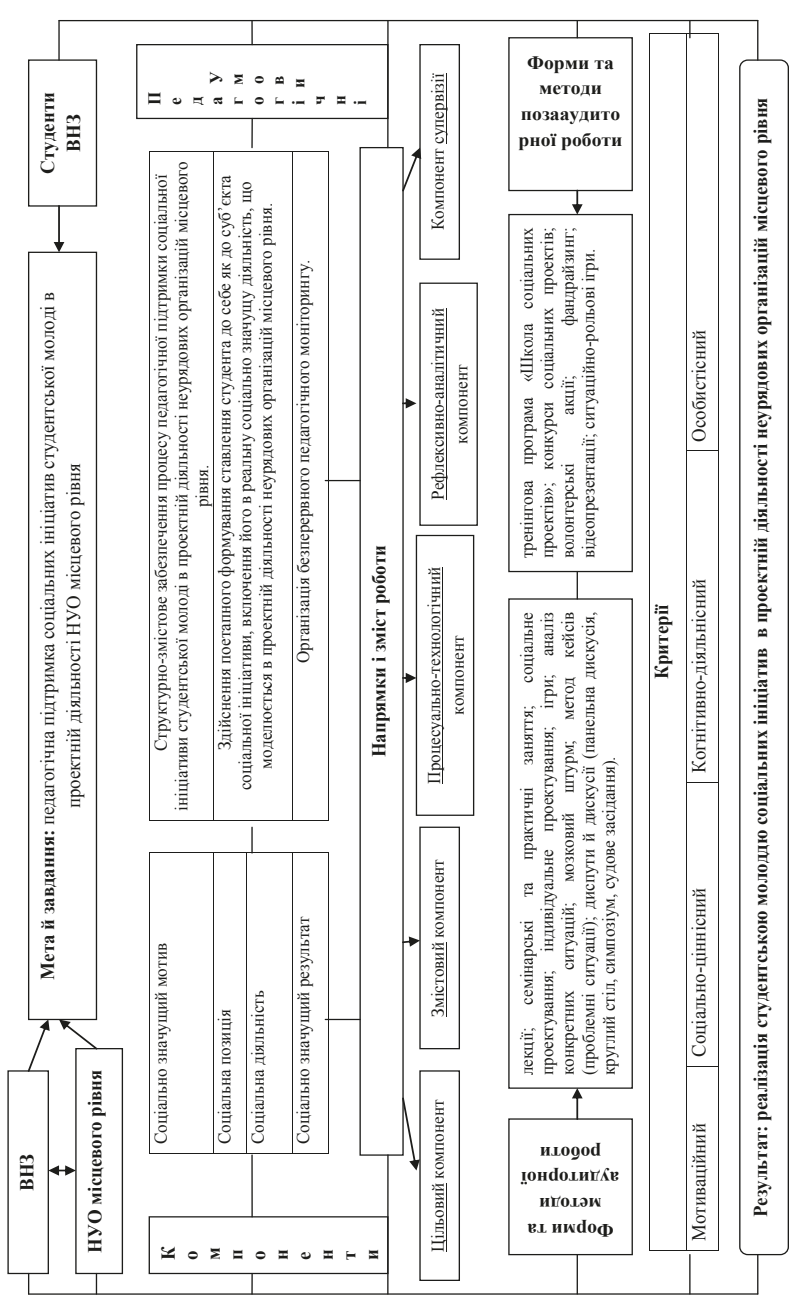 ВНЗ
НУО місцевого рівня
Мета й завдання: педагогічна підтримка соціальних ініціатив студентської молоді в
проектній діяльності НУО місцевого рівня
Студенти
ВНЗ
К
о
м
п
о
н
е
н
т
и
Соціально значущий мотив
Соціальна позиція
Соціальна діяльність
Соціально значущий результат
Структурно-змістове забезпечення процесу педагогічної підтримки соціальної
ініціативи студентської молоді в проектній діяльності неурядових організацій місцевого
рівня.
Здійснення поетапного формування ставлення студента до себе як до суб’єкта
соціальної ініціативи, включення його в реальну соціально значущу діяльність, що
моделюється в проектній діяльності неурядових організацій місцевого рівня.
Організація безперервного педагогічного моніторингу.
П
е
д а У
г м
о о
г в
і и
ч
н
і
Напрямки і зміст роботи
Цільовий компонент
Змістовий компонент
Процесуально-технологічний
компонент
Рефлексивно-аналітичний
компонент
Компонент супервізії
Форми та
методи
аудиторної
роботи
лекції; семінарські та практичні заняття; соціальне
проектування; індивідуальне проектування; ігри; аналіз
конкретних ситуацій; мозковий штурм; метод кейсів
(проблемні ситуації); диспути й дискусії (панельна дискусія,
круглий стіл, симпозіум, судове засідання).
тренінгова програма «Школа соціальних
проектів»; конкурси соціальних проектів;
волонтерські акції; фандрайзинг;
відеопрезентації; ситуаційно-рольові ігри.
Форми та
методи
позааудито
рної роботи
Критерії
Мотиваційний
Соціально-ціннісний
Когнітивно-діяльнісний
Особистісний
Результат: реалізація студентською молоддю соціальних ініціатив в проектній діяльності неурядових організацій місцевого рівня